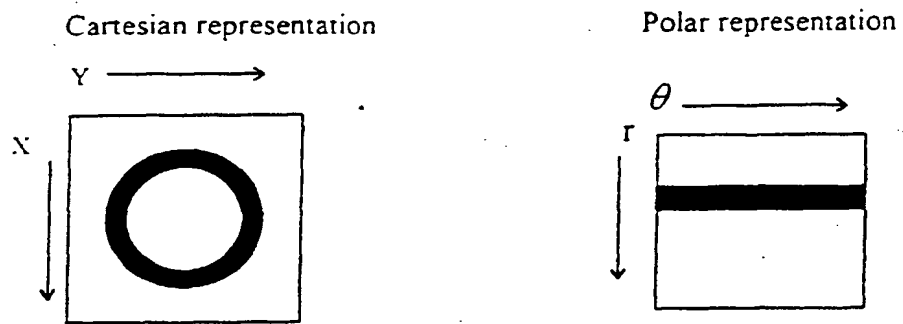 Cartesian representation
Polar representation
Y
X
θ
r